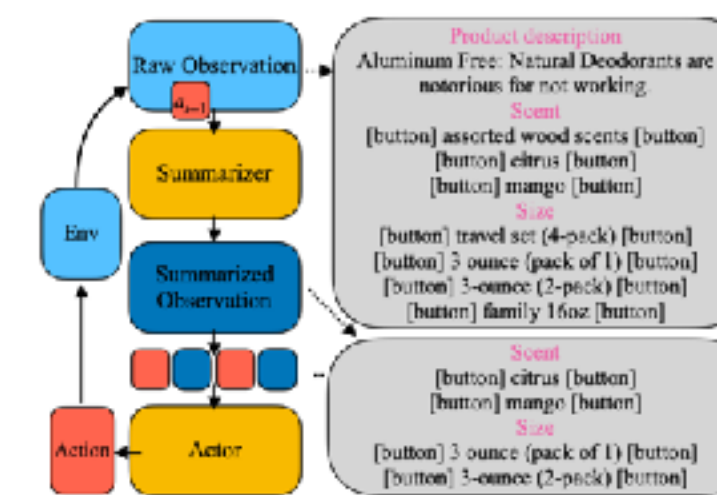 Raw Observation
Summarizer
Env
Summarized
Observation
Action
Actor
Product description
Aluminum Free: Natural Deodorants are
notorious for not working.
Scent
[button] assorted wood scents [button]
[button] citrus [button]
[button] mango [button]
Size
[button] travel set (4-pack) [button]
[button] 3 ounce (pack of 1) [button]
[button] 3-ounce (2-pack) [button]
[button] family 16oz [button]
Scent
[button] citrus [button]
[button] mango [button]
Size
[button] 3 ounce (pack of 1) [button]
[button] 3-ounce (2-pack) [button]